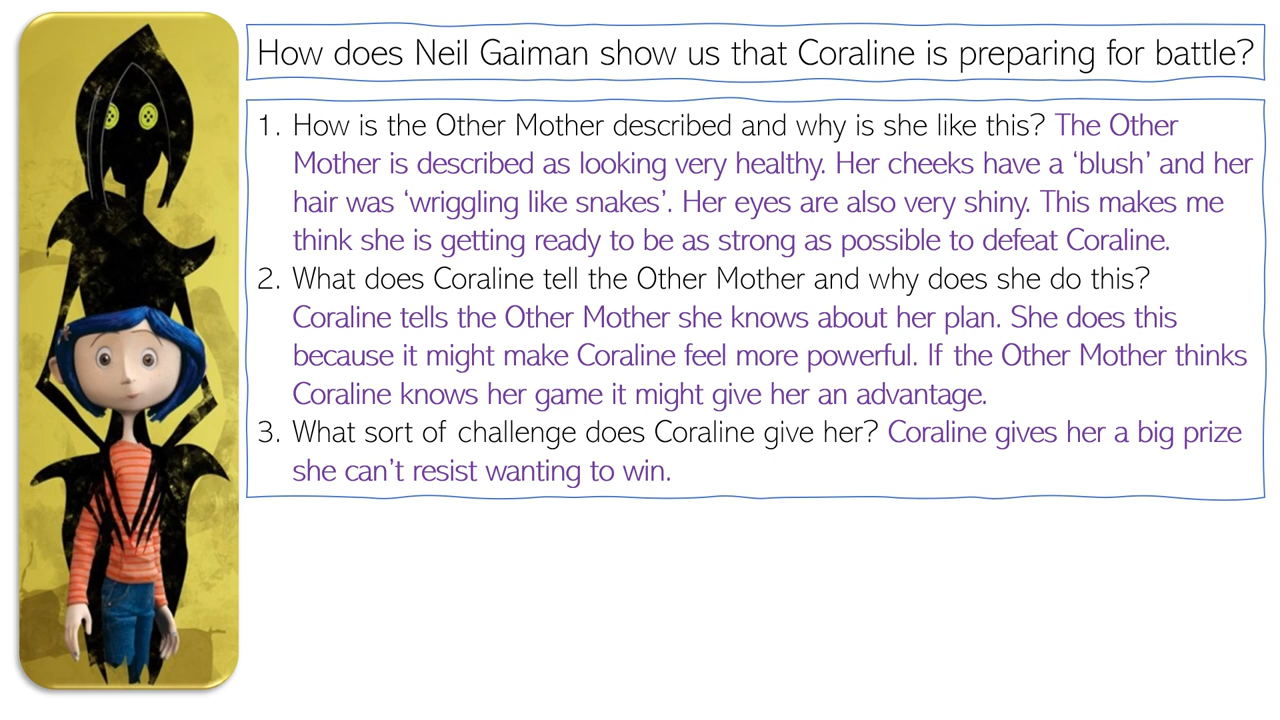 How does Neil Gaiman show us that Coraline is preparing for battle?
1. How is the Other Mother described and why is she like this? The Other
Mother is described as looking very healthy. Her cheeks have a ‘blush’ and her
hair was ‘wriggling like snakes’. Her eyes are also very shiny. This makes me
think she is getting ready to be as strong as possible to defeat Coraline.
2. What does Coraline tell the Other Mother and why does she do this?
Coraline tells the Other Mother she knows about her plan. She does this
because it might make Coraline feel more powerful. If the Other Mother thinks
Coraline knows her game it might give her an advantage.
3. What sort of challenge does Coraline give her? Coraline gives her a big prize
she can’t resist wanting to win.